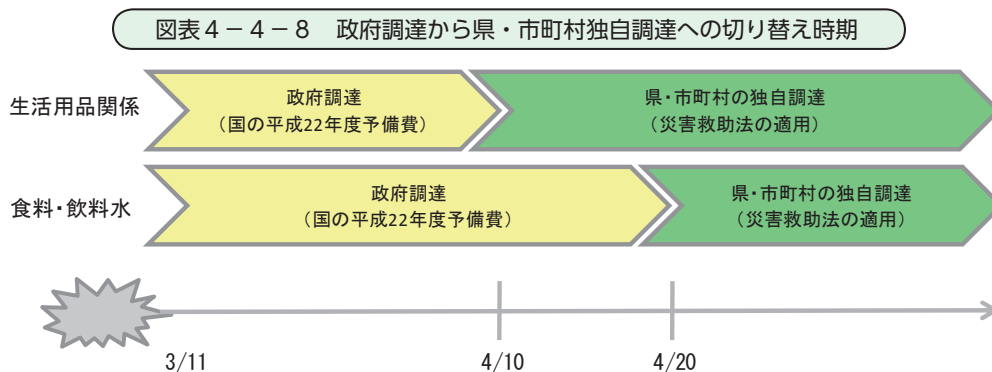 図表4-4-8 政府調達から県・市町村独自調達への切り替え時期
生活用品関係
政府調達
(国の平成22年度予備費)
県・市町村の独自調達
(災害救助法の適用)
食料・飲料水
政府調達
(国の平成22年度予備費)
県・市町村の独自調達
(災害救助法の適用)
3/11
4/10
4/20